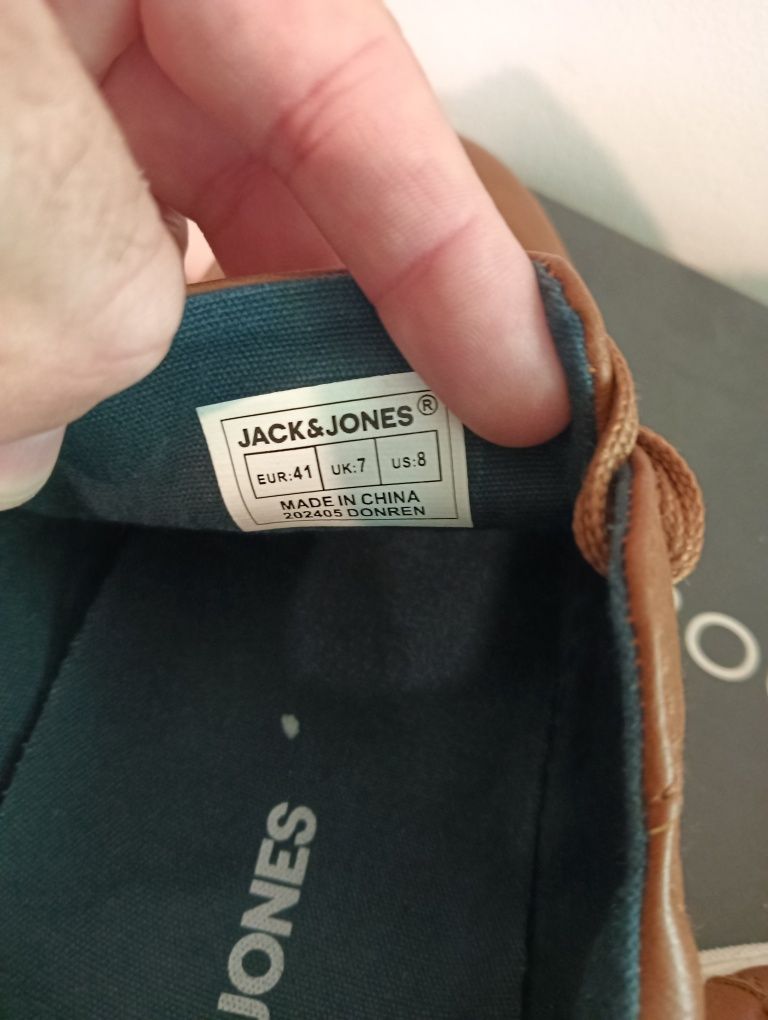 JACK&JONES®
EUR:41 UK:7 US:8
MADE IN CHINA
202405 DONREN
JONES
O